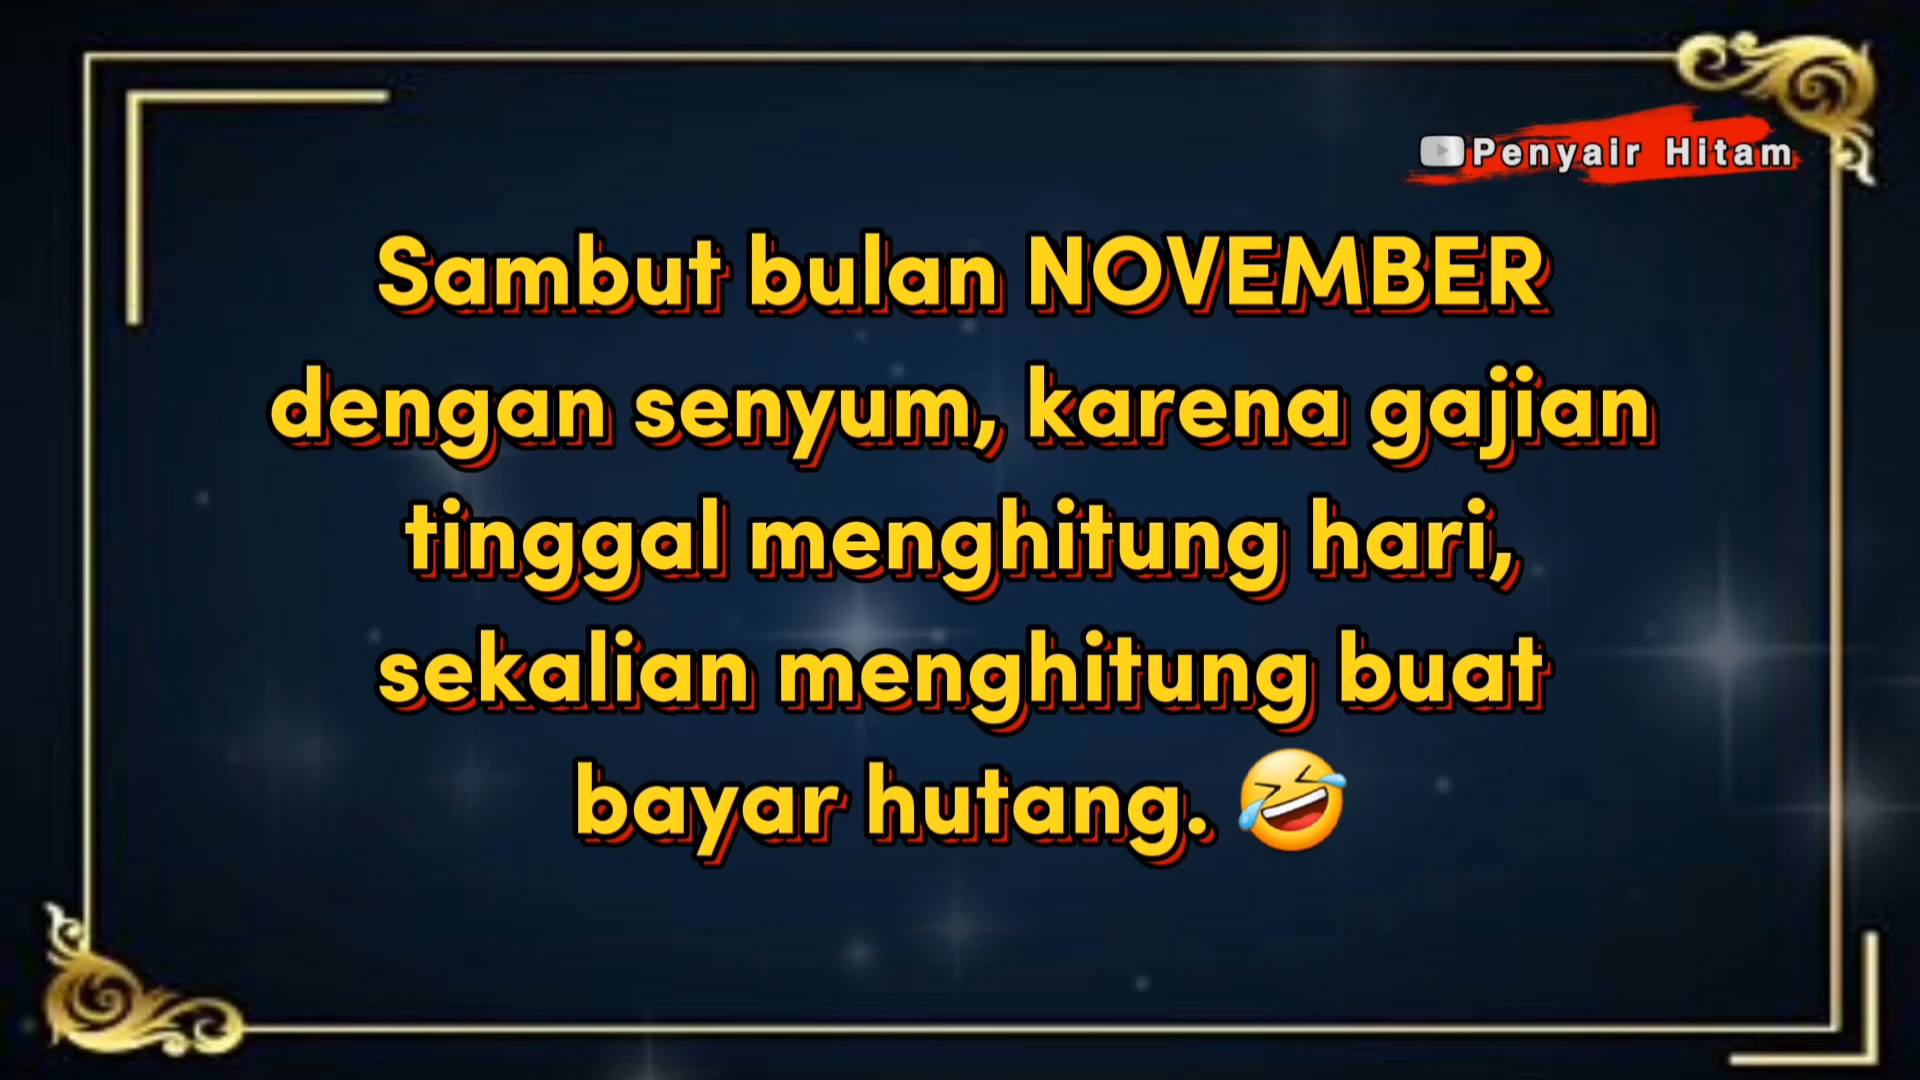 Penyair Hitam
Sambut bulan NOVEMBER
dengan senyum, karena gajian
tinggal menghitung hari,
sekalian menghitung buat
bayar hutang. 🤣